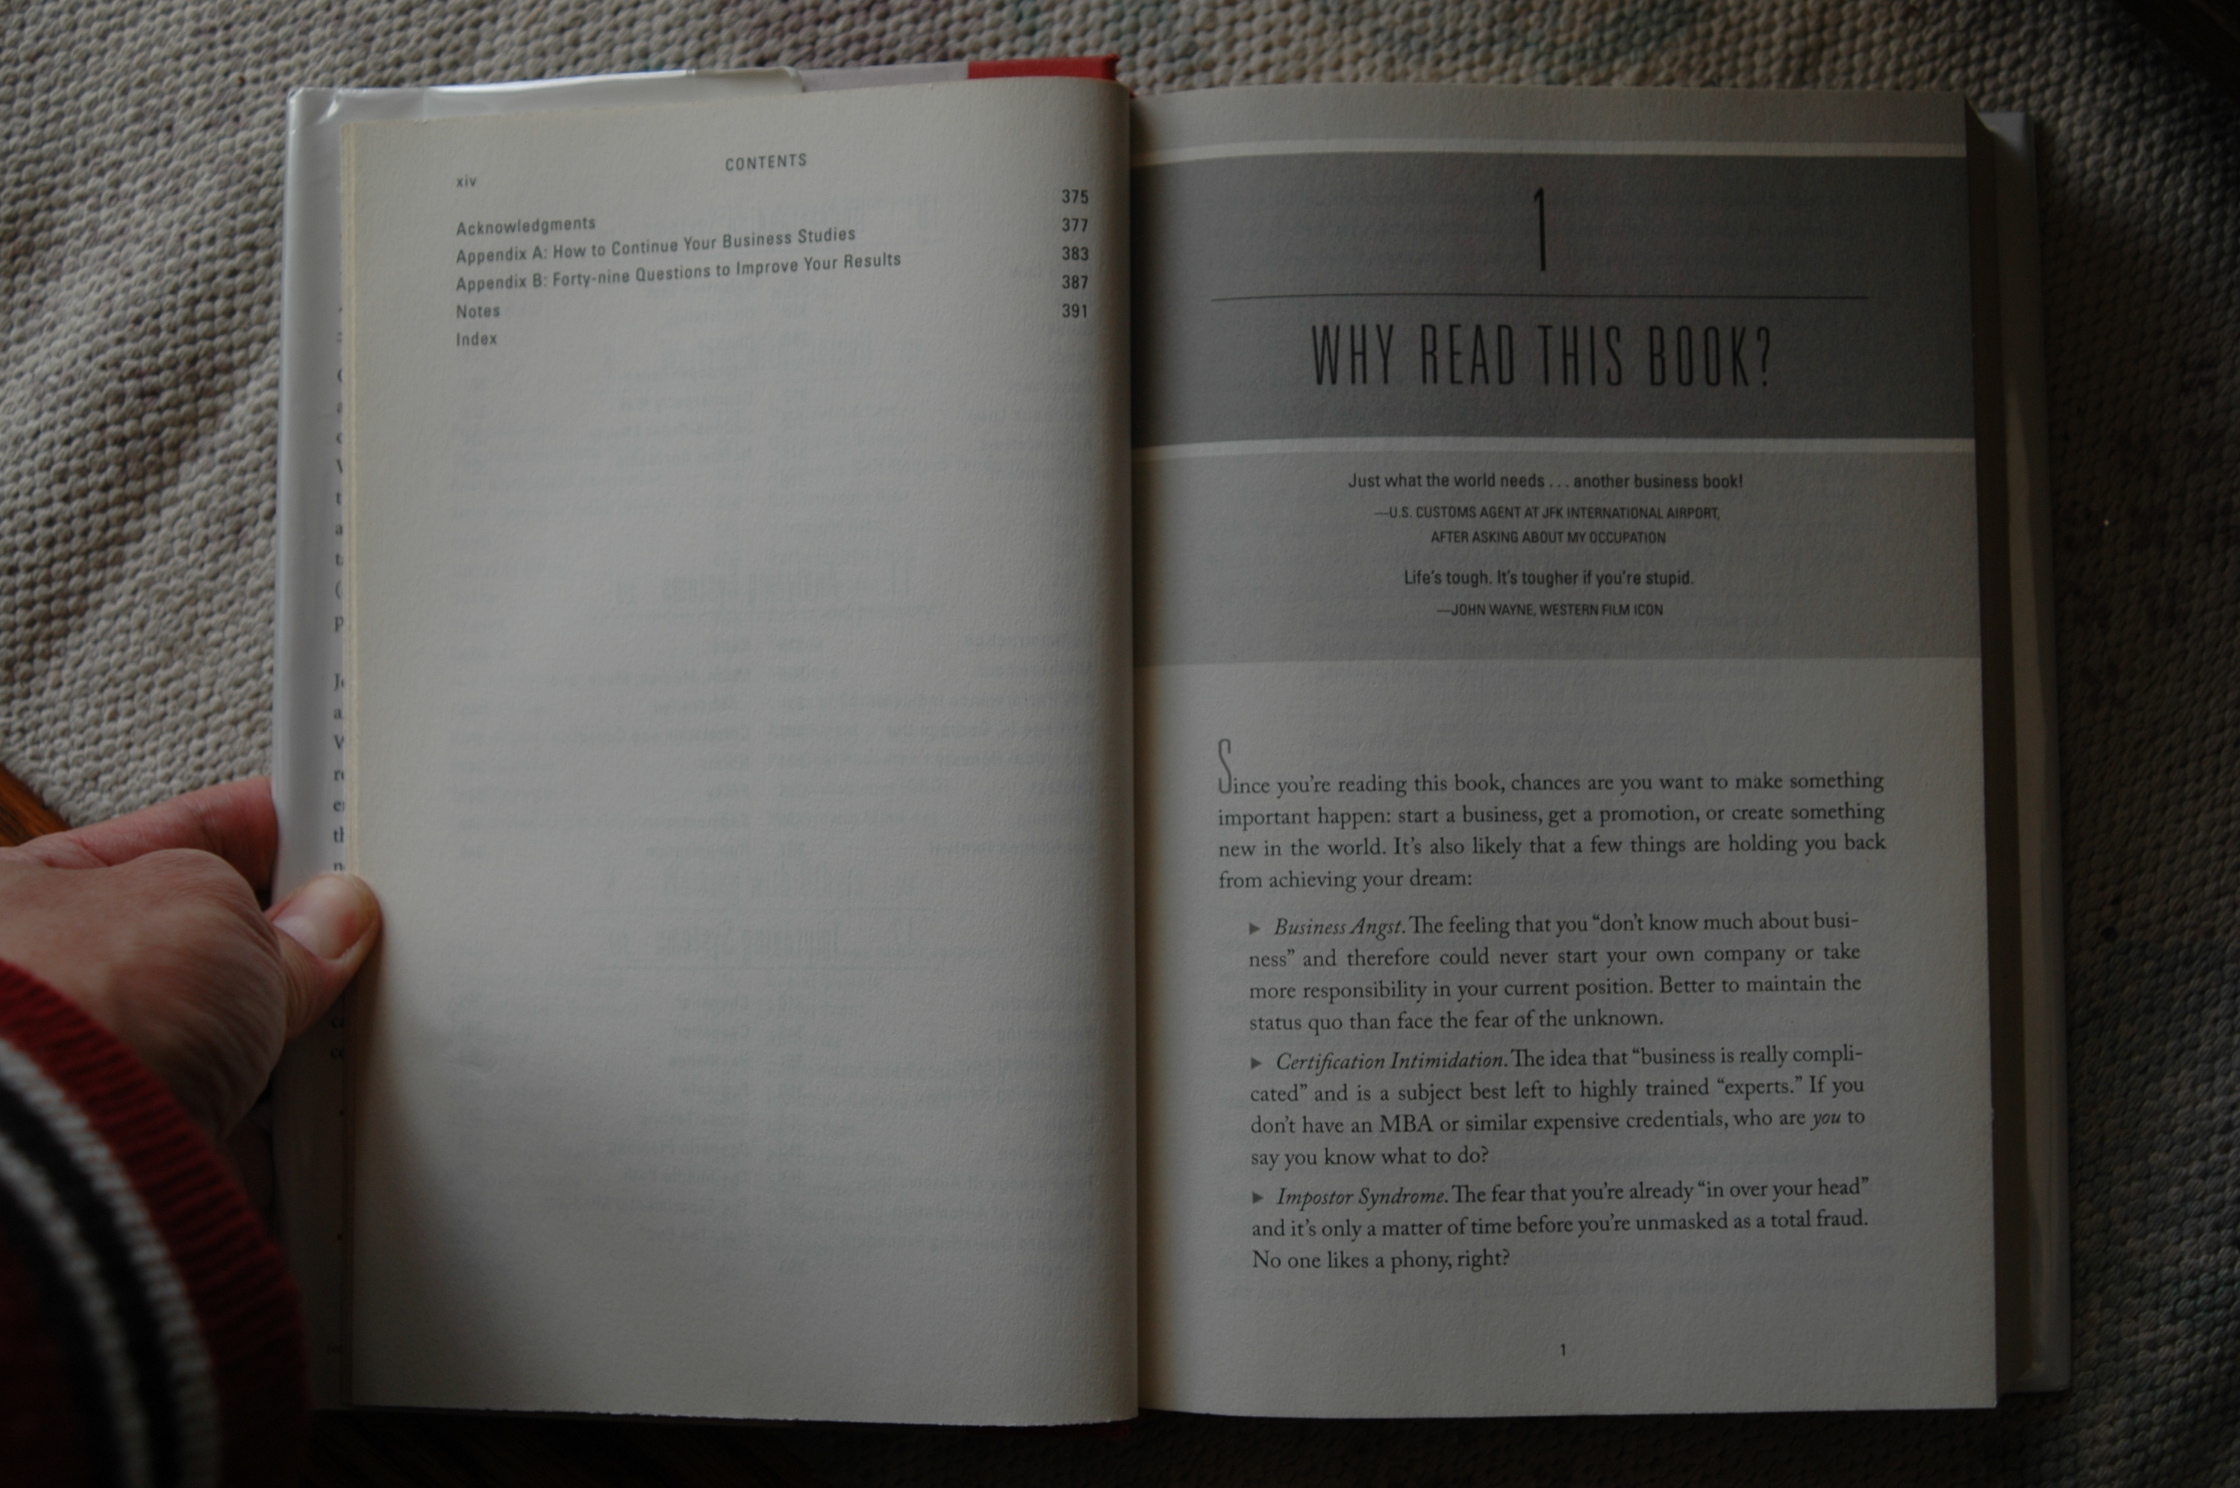 xiv
CONTENTS
Acknowledgments 375
Appendix A: How to Continue Your Business Studies 377
Appendix B: Forty-nine Questions to Improve Your Results 383
Notes 387
Index 391
1
WHY READ THIS BOOK?
Just what the world needs . . . another business book!
—U.S. CUSTOMS AGENT AT JFK INTERNATIONAL AIRPORT,
AFTER ASKING ABOUT MY OCCUPATION
Life's tough. It's tougher if you're stupid.
—JOHN WAYNE, WESTERN FILM ICON
Since you're reading this book, chances are you want to make something
important happen: start a business, get a promotion, or create something
new in the world. It's also likely that a few things are holding you back
from achieving your dream:
▶ Business Angst. The feeling that you “don't know much about busi-
ness” and therefore could never start your own company or take
more responsibility in your current position. Better to maintain the
status quo than face the fear of the unknown.
▶ Certification Intimidation. The idea that “business is really compli-
cated” and is a subject best left to highly trained “experts.” If you
don't have an MBA or similar expensive credentials, who are you to
say you know what to do?
▶ Impostor Syndrome. The fear that you're already “in over your head”
and it's only a matter of time before you're unmasked as a total fraud.
No one likes a phony, right?
1